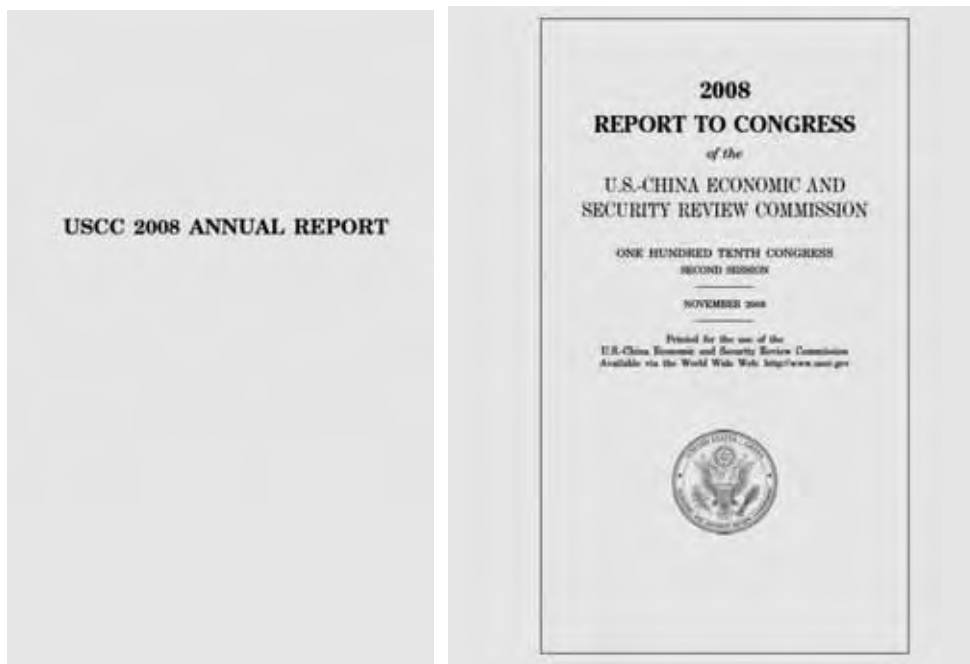 USCC 2008 ANNUAL REPORT
2008
REPORT TO CONGRESS
of the
U.S.-CHINA ECONOMIC AND
SECURITY REVIEW COMMISSION
ONE HUNDRED TENTH CONGRESS
SECOND SESSION
NOVEMBER 2008
Printed for the use of the
U.S.-China Economic and Security Review Commission
Available via the World Wide Web: http://www.uscc.gov
UNITED STATES